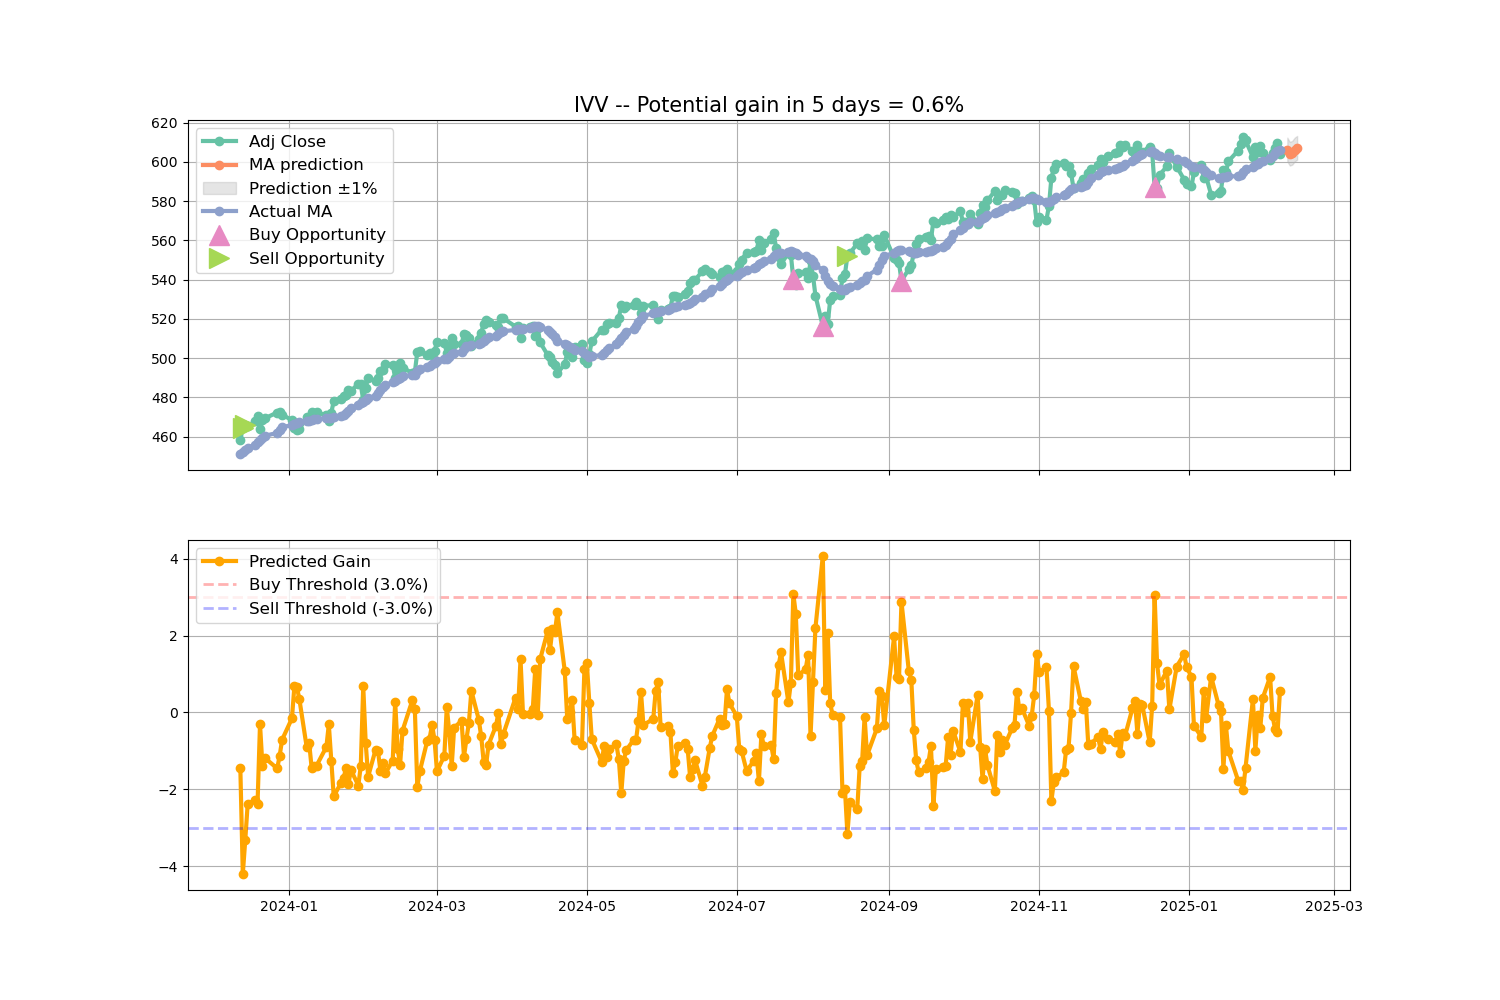 IVV -- Potential gain in 5 days = 0.6%
620
600
580
560
540
520
500
480
460
Adj Close
MA prediction
Prediction ±1%
Actual MA
Buy Opportunity
Sell Opportunity
4
2
0
−2
−4
Predicted Gain
Buy Threshold (3.0%)
Sell Threshold (-3.0%)
2024-01
2024-03
2024-05
2024-07
2024-09
2024-11
2025-01
2025-03